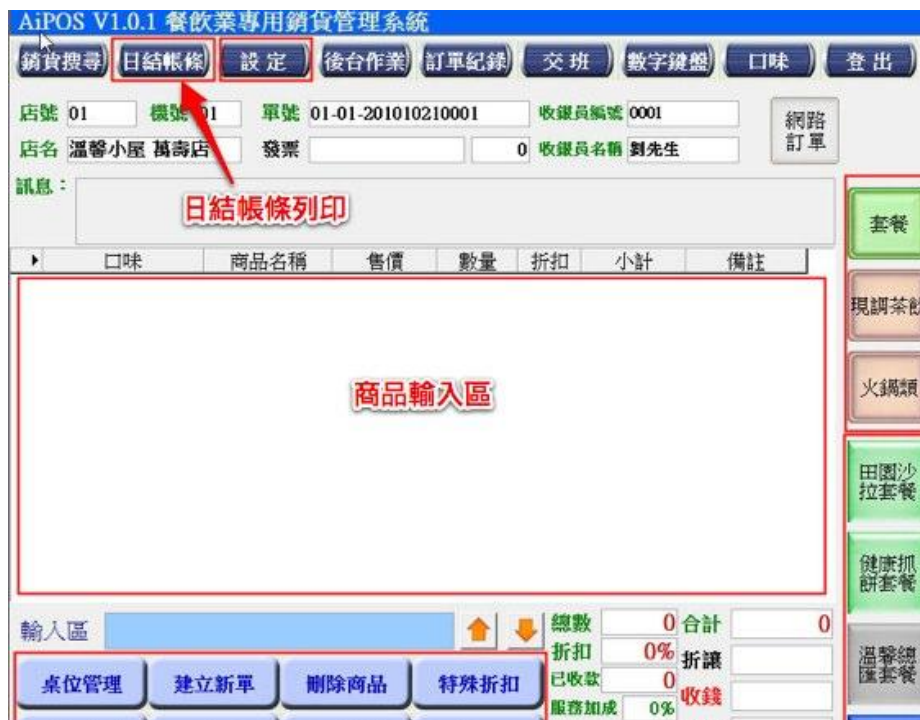 AiPOS V1.0.1 餐飲業專用銷貨管理系統
銷貨搜尋 日結帳條 設定 後台作業 訂單紀錄 交班 數字鍵盤 口味 登出
店號 01 機號 01 單號 01-01-201010210001 收銀員編號 0001
網路訂單
店名 溫馨小屋 萬壽店 發票 0 收銀員名稱 劉先生
訊息：
日結帳條列印
套餐
口味 商品名稱 售價 數量 折扣 小計 備註
現調茶飲
商品輸入區
火鍋類
田園沙拉套餐
健康抓餅套餐
輸入區 總數 0 合計 0
折扣 0% 折讓
溫馨總匯套餐
桌位管理 建立新單 刪除商品 特殊折扣 已收款 0 收錢
服務加成 0%